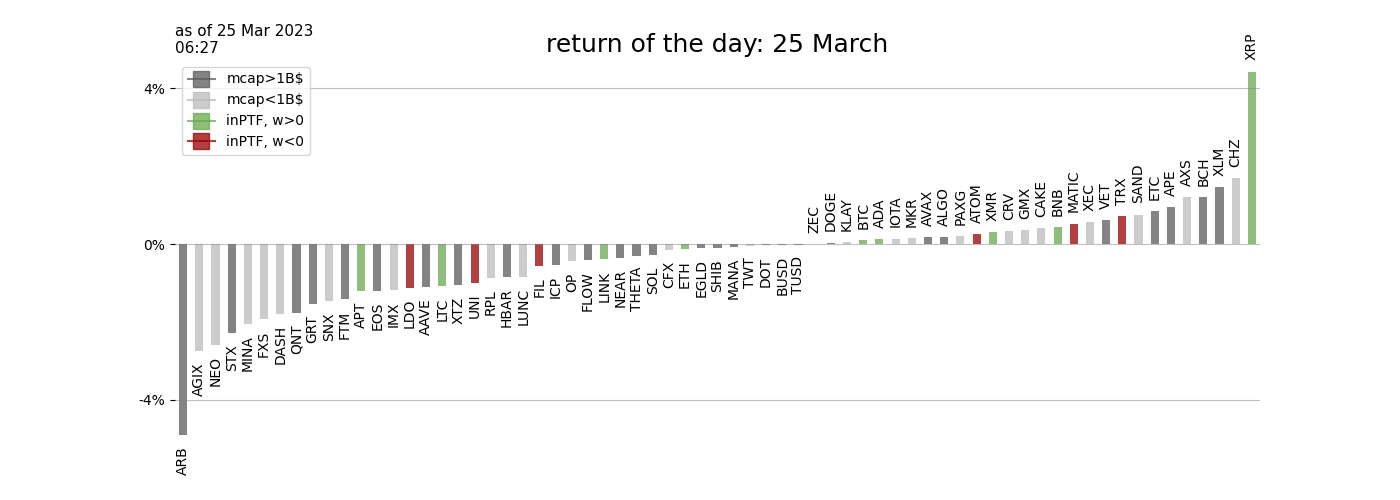 as of 25 Mar 2023
06:27
return of the day: 25 March
mcap>1B$
mcap<1B$
inPTF, w>0
inPTF, w<0
4%
0%
-4%
ARB
AGIX
NEO
STX
MINA
FXS
DASH
QNT
GRT
SNX
FTM
APT
EOS
IMX
LDO
AAVE
LTC
XTZ
UNI
RPL
HBAR
LUNC
FIL
ICP
OP
FLOW
LINK
NEAR
THETA
SOL
CFX
ETH
EGLD
SHIB
MANA
TWT
DOT
BUSD
TUSD
ZEC
DOGE
KLAY
BTC
ADA
IOTA
MKR
AVAX
ALGO
PAXG
ATOM
XMR
CRV
GMX
CAKE
BNB
MATIC
XEC
VET
TRX
SAND
ETC
APE
AXS
BCH
XLM
CHZ
XRP